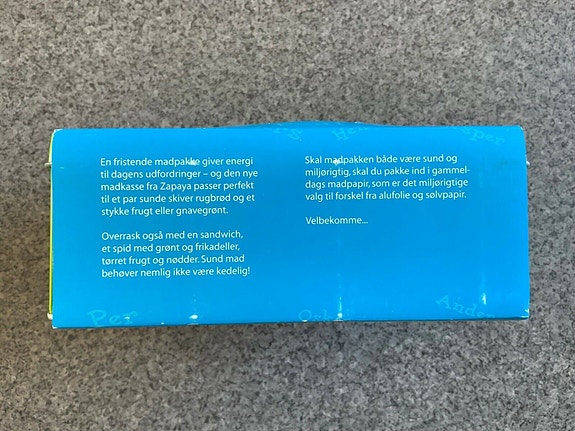 En fristende madpakke giver energi
til dagens udfordringer – og den nye
madkasse fra Zapaya passer perfekt
til et par sunde skiver rugbrød og et
stykke frugt eller gnavegrønt.
Overrask også med en sandwich,
et spid med grønt og frikadeller,
tørret frugt og nødder. Sund mad
behøver nemlig ikke være kedelig!
Skal madpakken både være sund og
miljørigtig, skal du pakke ind i gammel-
dags madpapir, som er det miljørigtige
valg til forskel fra alufolie og sølvpapir.
Velbekomme...
Per